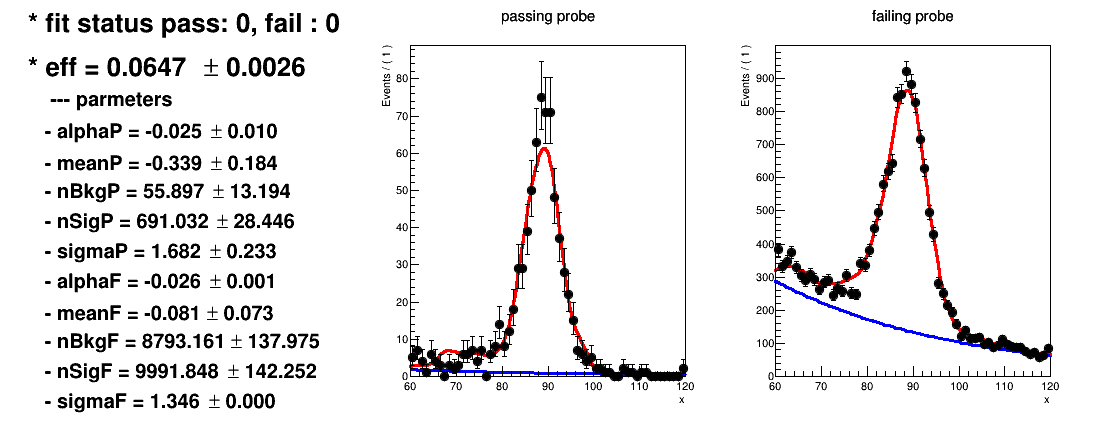 * fit status pass: 0, fail : 0
* eff = 0.0647 ± 0.0026
--- parmeters
- alphaP = -0.025 ± 0.010
- meanP = -0.339 ± 0.184
- nBkgP = 55.897 ± 13.194
- nSigP = 691.032 ± 28.446
- sigmaP = 1.682 ± 0.233
- alphaF = -0.026 ± 0.001
- meanF = -0.081 ± 0.073
- nBkgF = 8793.161 ± 137.975
- nSigF = 9991.848 ± 142.252
- sigmaF = 1.346 ± 0.000
passing probe
Events / ( 1 )
80
70
60
50
40
30
20
10
0
60 70 80 90 100 110 120
x
failing probe
Events / ( 1 )
900
800
700
600
500
400
300
200
100
0
60 70 80 90 100 110 120
x